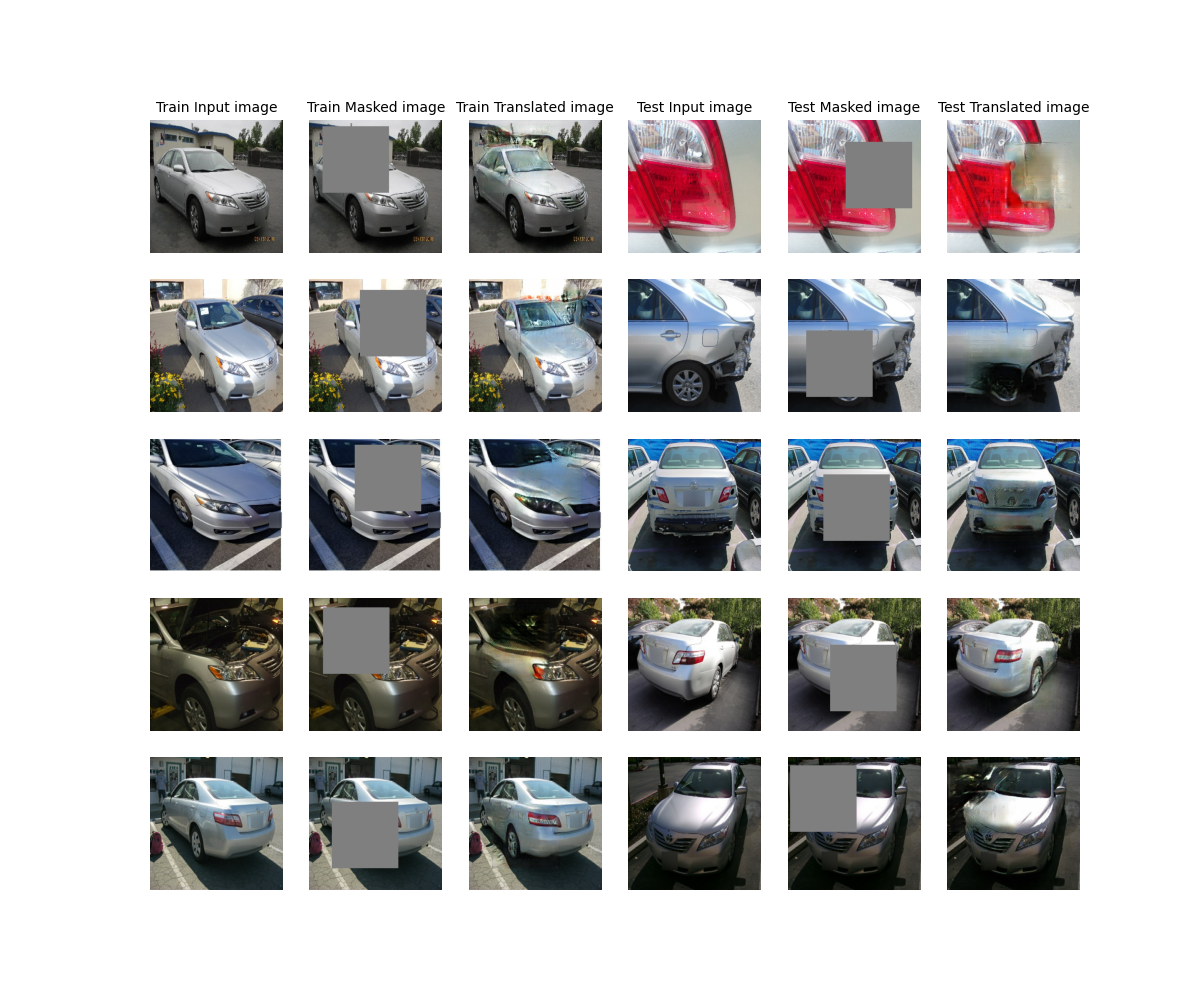 Train Input image
Train Masked image
Train Translated image
Test Input image
Test Masked image
Test Translated image